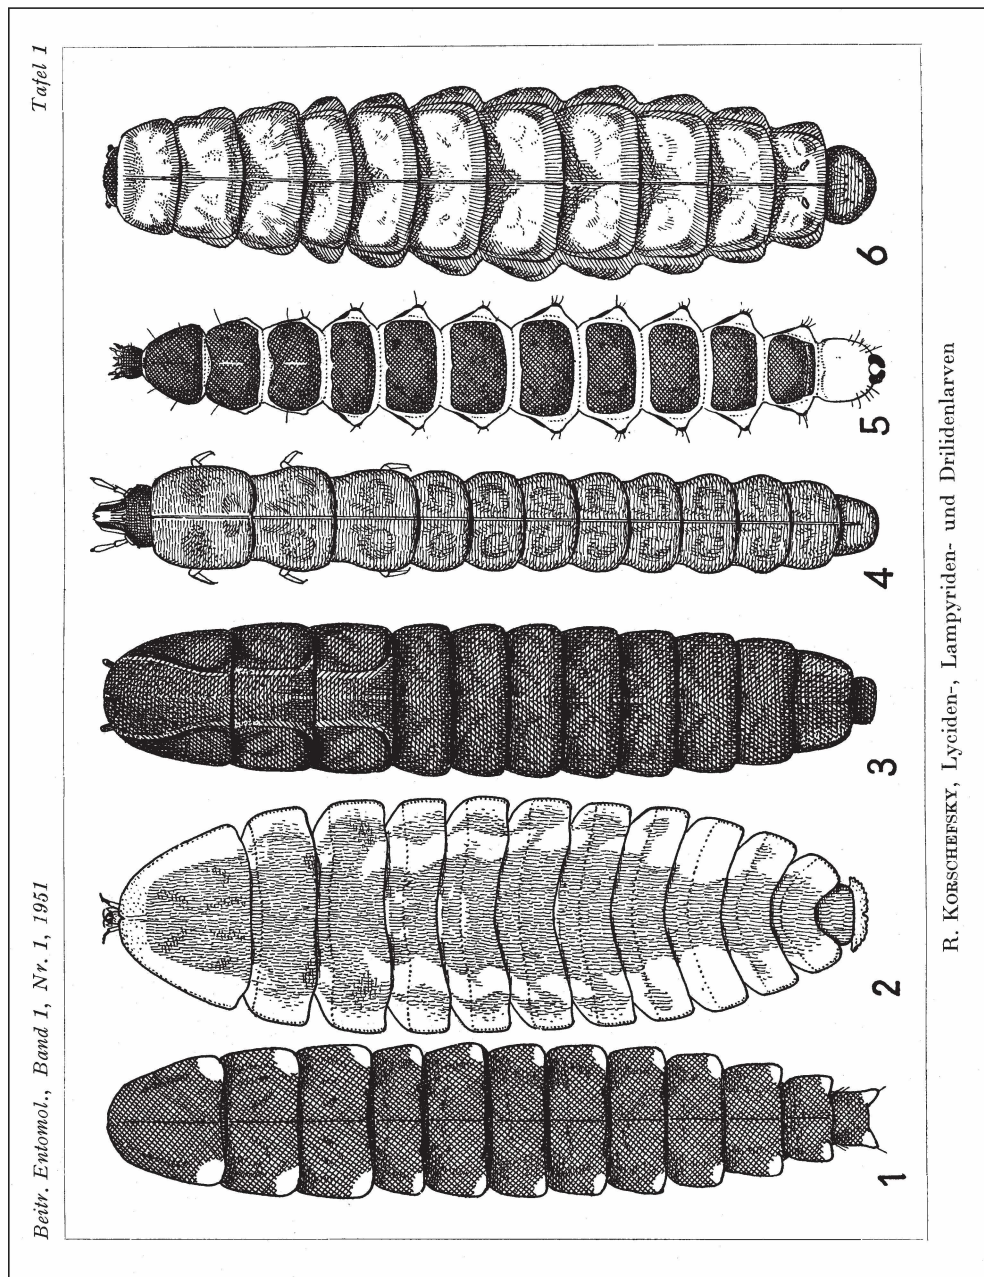 Beitr. Entomol., Band 1, Nr. 1, 1951
Tafel 1
1
2
3
4
5
6
R. KORSCHEFSKY, Lyciden-, Lampyriden- und Drilidenlarven